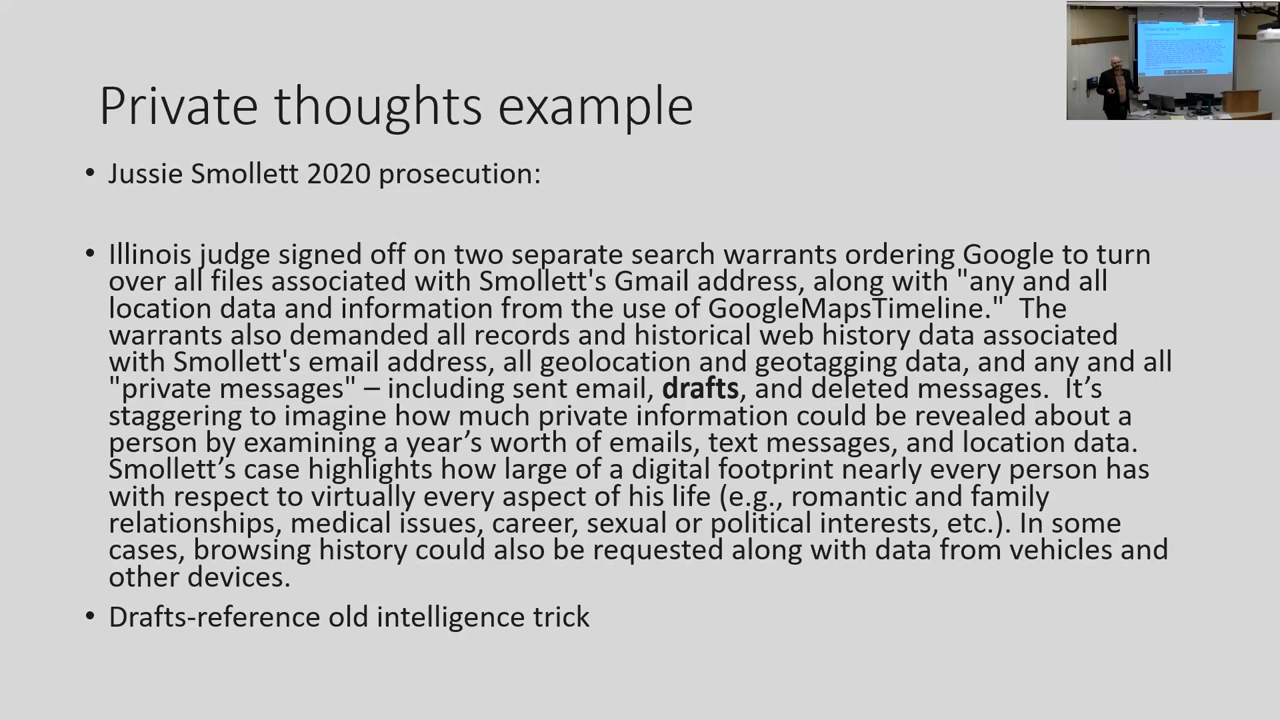 Private thoughts example
• Jussie Smollett 2020 prosecution:
• Illinois judge signed off on two separate search warrants ordering Google to turn
over all files associated with Smollett's Gmail address, along with "any and all
location data and information from the use of GoogleMapsTimeline."  The
warrants also demanded all records and historical web history data associated
with Smollett's email address, all geolocation and geotagging data, and any and all
"private messages" – including sent email, drafts, and deleted messages.  It’s
staggering to imagine how much private information could be revealed about a
person by examining a year’s worth of emails, text messages, and location data.
Smollett’s case highlights how large of a digital footprint nearly every person has
with respect to virtually every aspect of his life (e.g., romantic and family
relationships, medical issues, career, sexual or political interests, etc.). In some
cases, browsing history could also be requested along with data from vehicles and
other devices.
• Drafts-reference old intelligence trick